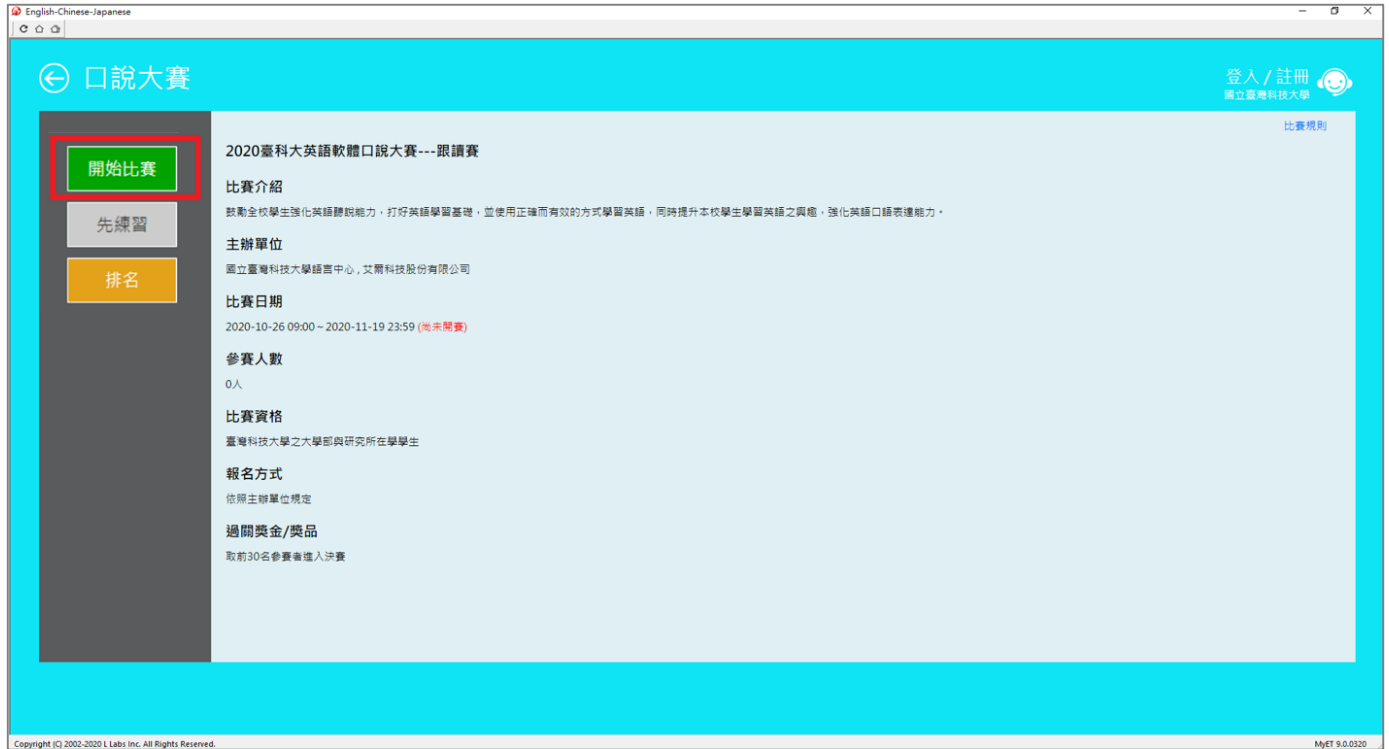 English-Chinese-Japanese
口說大賽
登入 / 註冊
國立臺灣科技大學
比賽規則
開始比賽
先練習
排名
2020臺科大英語軟體口說大賽---跟讀賽
比賽介紹
鼓勵全校學生強化英語聽說能力，打好英語學習基礎，並使用正確而有效的方式學習英語，同時提升本校學生學習英語之興趣，強化英語口語表達能力。
主辦單位
國立臺灣科技大學語言中心 , 艾爾科技股份有限公司
比賽日期
2020-10-26 09:00 ~ 2020-11-19 23:59 (尚未開賽)
參賽人數
0人
比賽資格
臺灣科技大學之大學部與研究所在學學生
報名方式
依照主辦單位規定
過關獎金/獎品
取前30名參賽者進入決賽
Copyright (C) 2002-2020 L Labs Inc. All Rights Reserved.
MyET 9.0.0320